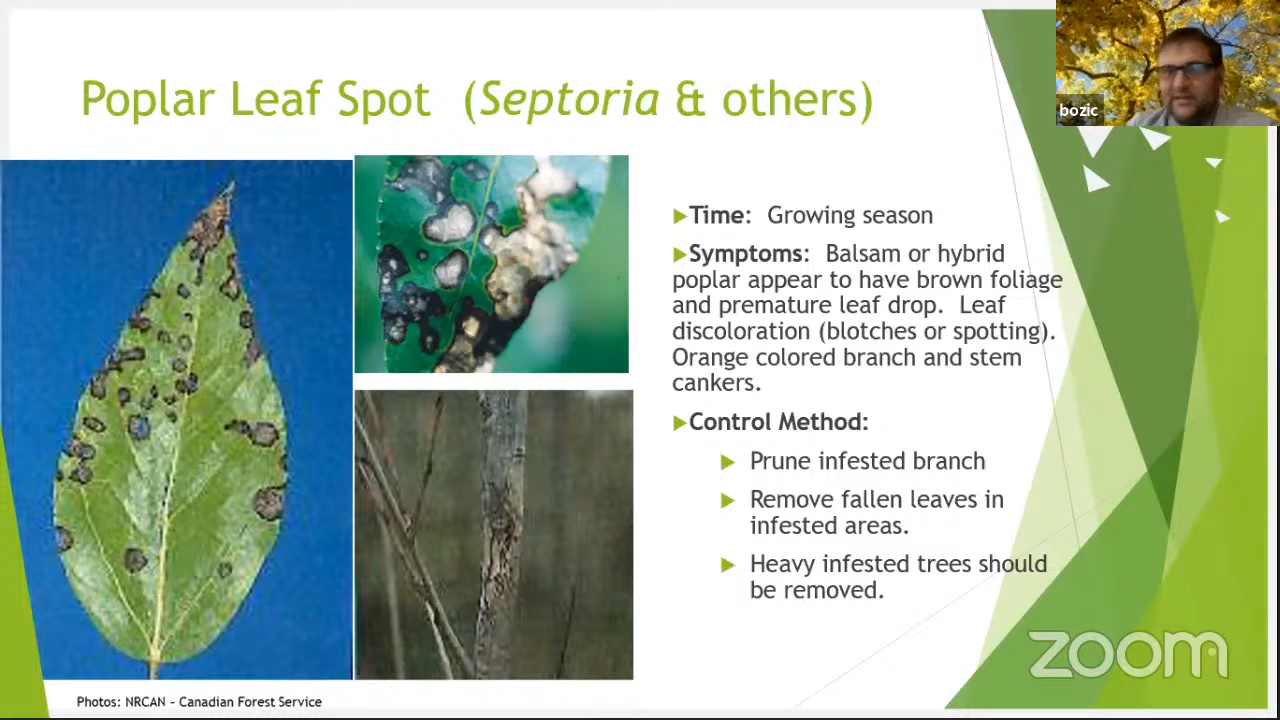 Poplar Leaf Spot (Septoria & others)
bozic
Time: Growing season
Symptoms: Balsam or hybrid
poplar appear to have brown foliage
and premature leaf drop. Leaf
discoloration (blotches or spotting).
Orange colored branch and stem
cankers.
Control Method:
Prune infested branch
Remove fallen leaves in
infested areas.
Heavy infested trees should
be removed.
zoom
Photos: NRCAN – Canadian Forest Service